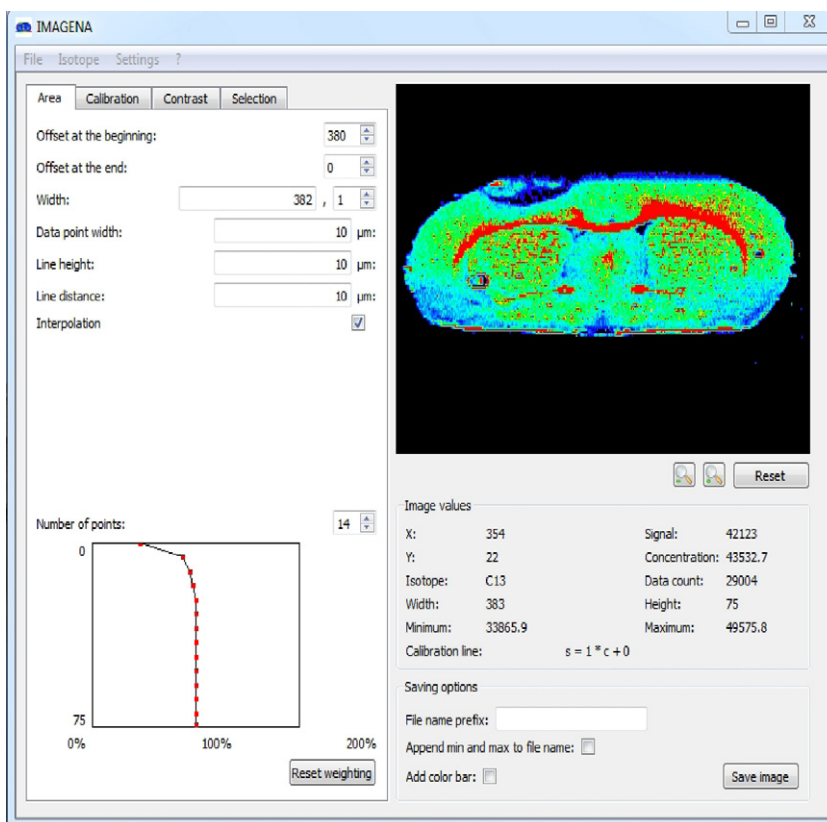 IMAGENA
File Isotope Settings ?
Area Calibration Contrast Selection
Offset at the beginning: 380
Offset at the end: 0
Width: 382 , 1
Data point width: 10 µm:
Line height: 10 µm:
Line distance: 10 µm:
Interpolation
Number of points: 14
0
75
0% 100% 200%
Reset weighting
Reset
Image values
X: 354 Signal: 42123
Y: 22 Concentration: 43532.7
Isotope: C13 Data count: 29004
Width: 383 Height: 75
Minimum: 33865.9 Maximum: 49575.8
Calibration line: s = 1 * c + 0
Saving options
File name prefix:
Append min and max to file name:
Add color bar: Save image